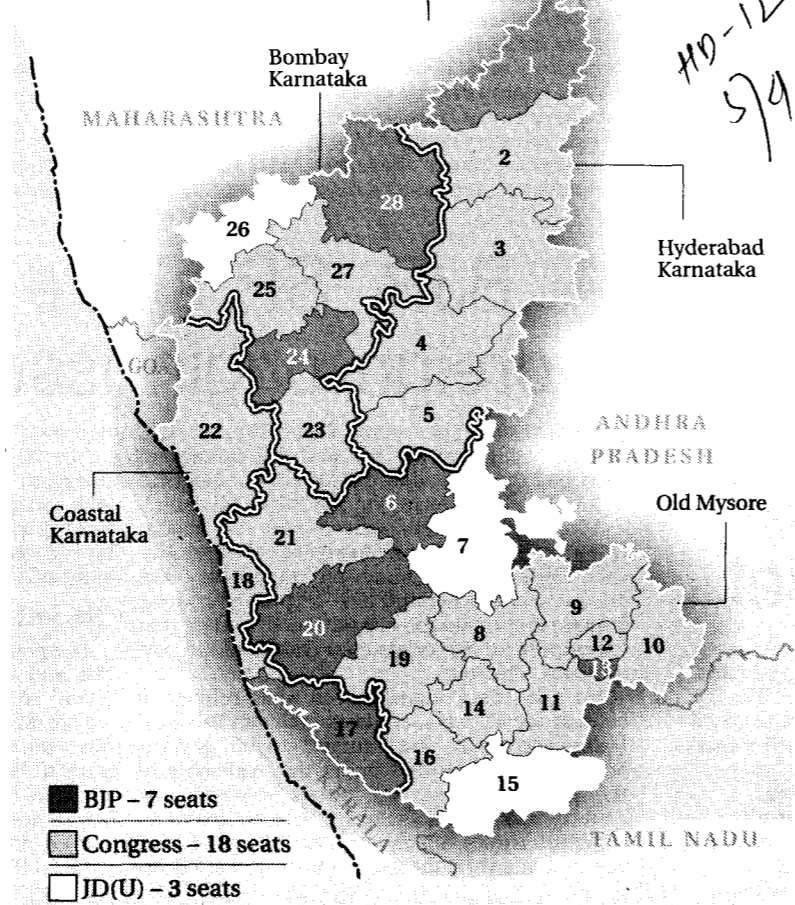 HD-12
5/9
1
Bombay
Karnataka
MAHARASHTRA
2
28
26
3
Hyderabad
Karnataka
27
25
4
GOA
24
5
22
23
ANDHRA
PRADESH
6
Old Mysore
Coastal
Karnataka
21
7
18
9
20
8
12
10
19
13
14
11
17
16
15
BJP – 7 seats
KERALA
Congress – 18 seats
TAMIL NADU
JD(U) – 3 seats